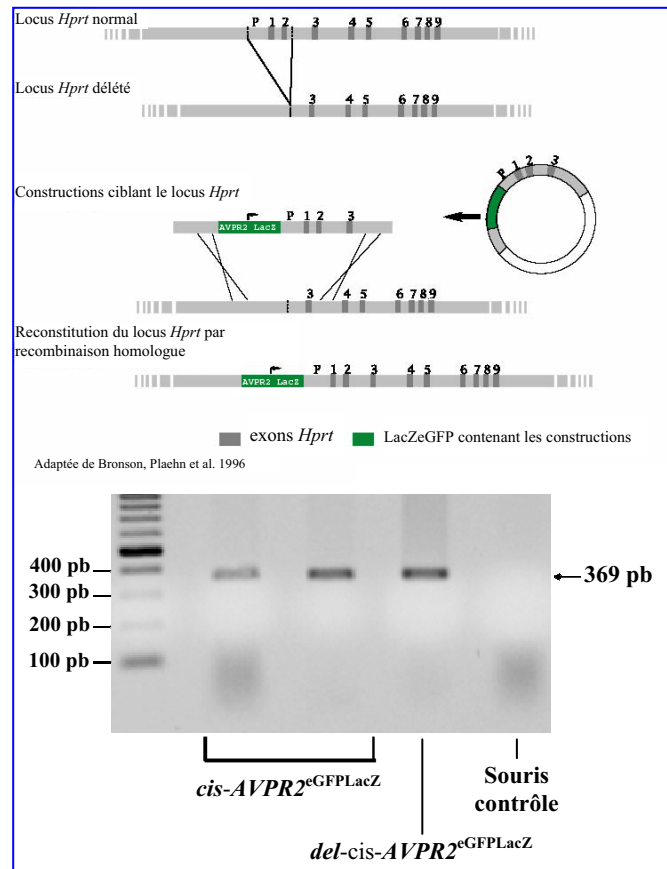 Locus Hprt normal
P 1 2 3 4 5 6 7 8 9
Locus Hprt délété
3 4 5 6 7 8 9
Constructions ciblant le locus Hprt
P 1 2 3
AVPR2 LacZ
P 1 2 3
3 4 5 6 7 8 9
Reconstitution du locus Hprt par
recombinaison homologue
P 1 2 3 4 5 6 7 8 9
AVPR2 LacZ
exons Hprt
LacZeGFP contenant les constructions
Adaptée de Bronson, Plaehn et al. 1996
400 pb
300 pb
200 pb
100 pb
369 pb
cis-AVPR2eGFPLacZ
Souris
contrôle
del-cis-AVPR2eGFPLacZ